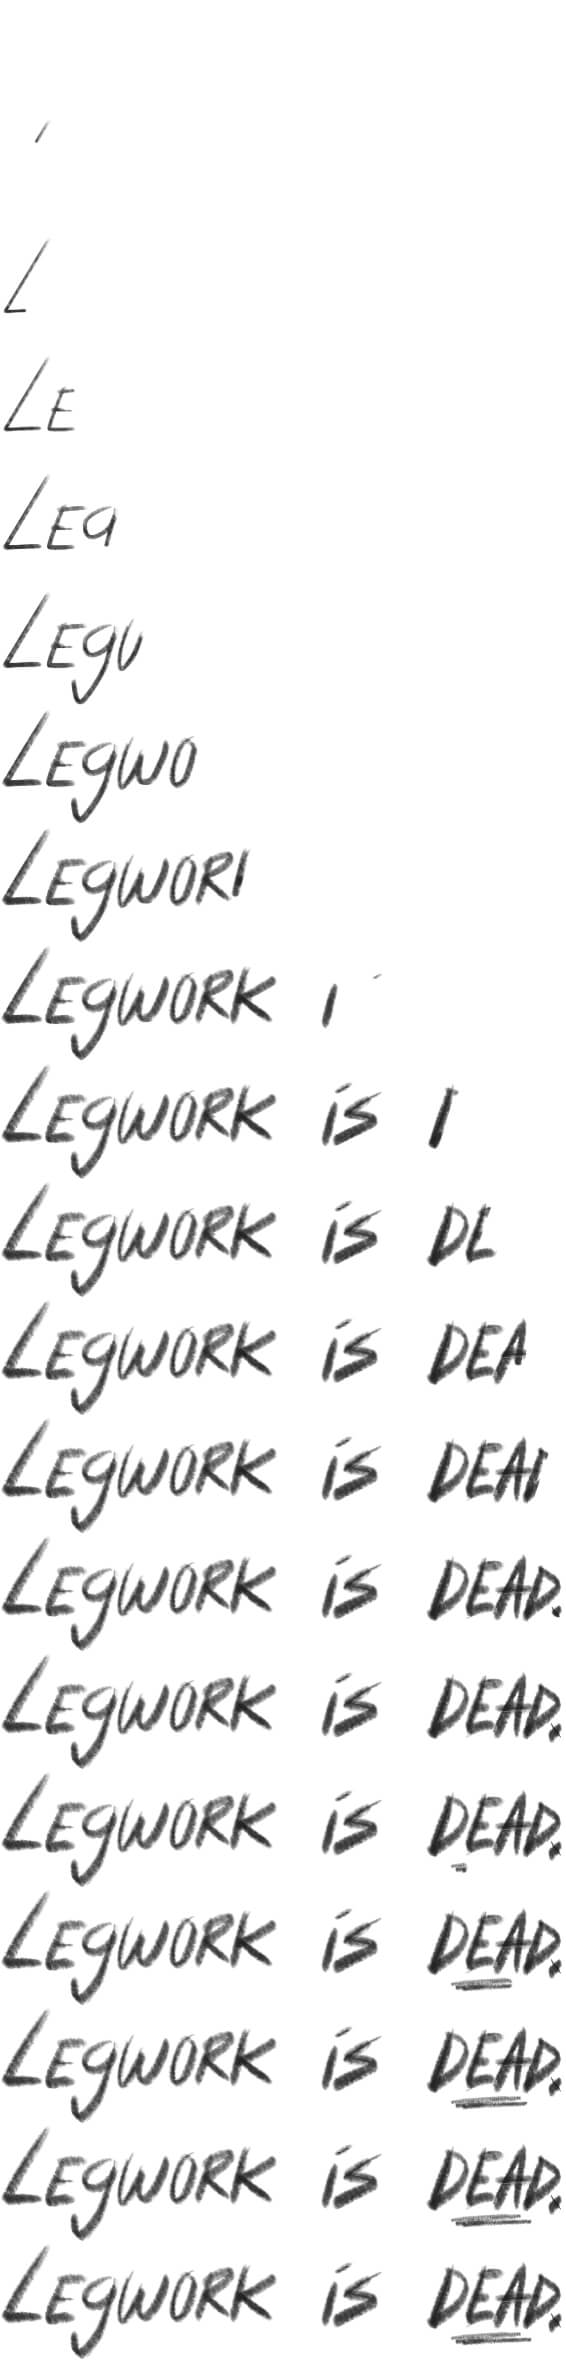 L
LE
LEG
LEGU
LEGWO
LEGWORI
LEGWORK I
LEGWORK iS I
LEGWORK iS DL
LEGWORK iS DEA
LEGWORK iS DEAI
LEGWORK iS DEAD.
LEGWORK iS DEAD.
LEGWORK iS DEAD.
LEGWORK iS DEAD.
LEGWORK iS DEAD.
LEGWORK iS DEAD.
LEGWORK iS DEAD.